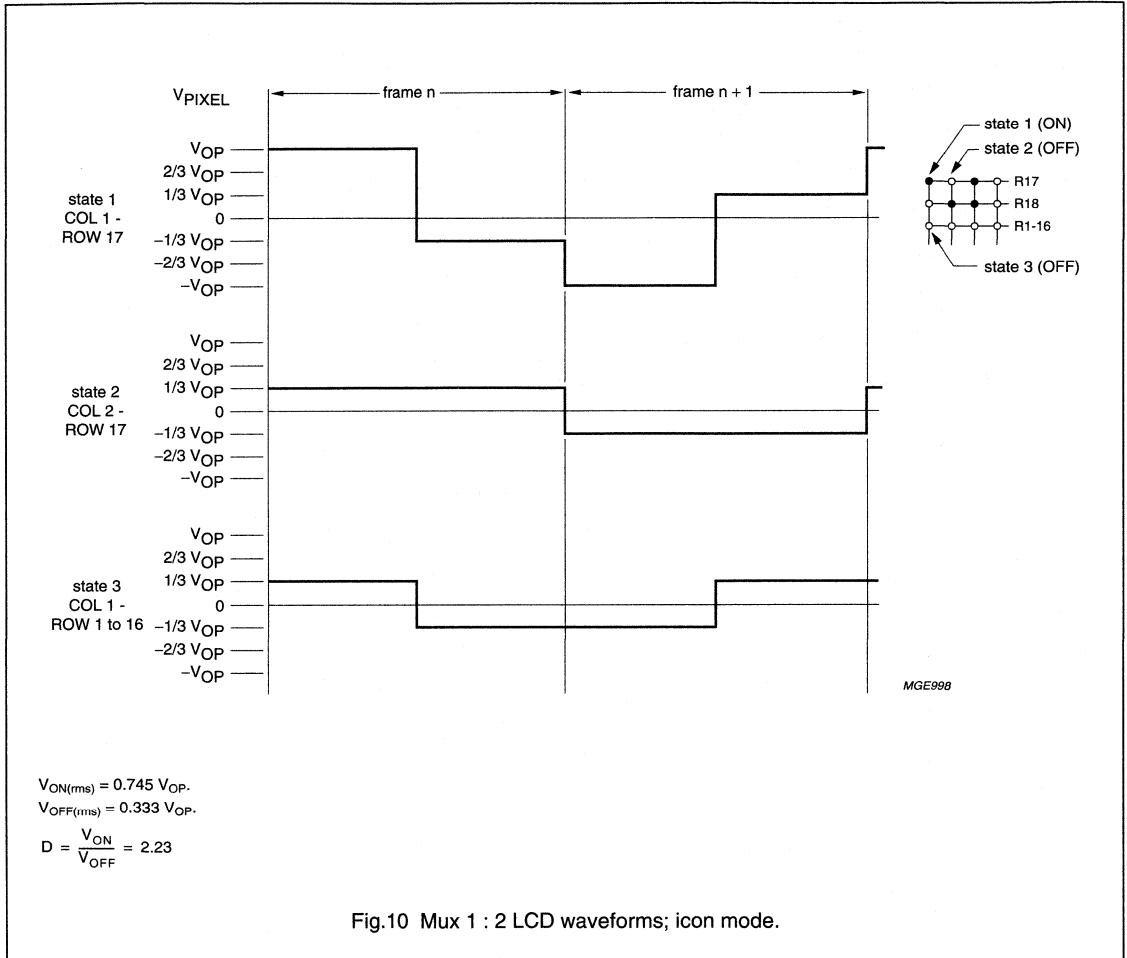 VPIXEL
frame n
frame n + 1
state 1
COL 1 -
ROW 17
VOP
2/3 VOP
1/3 VOP
0
–1/3 VOP
–2/3 VOP
–VOP
state 1 (ON)
state 2 (OFF)
R17
R18
R1-16
state 3 (OFF)
state 2
COL 2 -
ROW 17
VOP
2/3 VOP
1/3 VOP
0
–1/3 VOP
–2/3 VOP
–VOP
state 3
COL 1 -
ROW 1 to 16
VOP
2/3 VOP
1/3 VOP
0
–1/3 VOP
–2/3 VOP
–VOP
MGE998
VON(rms) = 0.745 VOP.
VOFF(rms) = 0.333 VOP.
D = VON / VOFF = 2.23
Fig.10 Mux 1 : 2 LCD waveforms; icon mode.